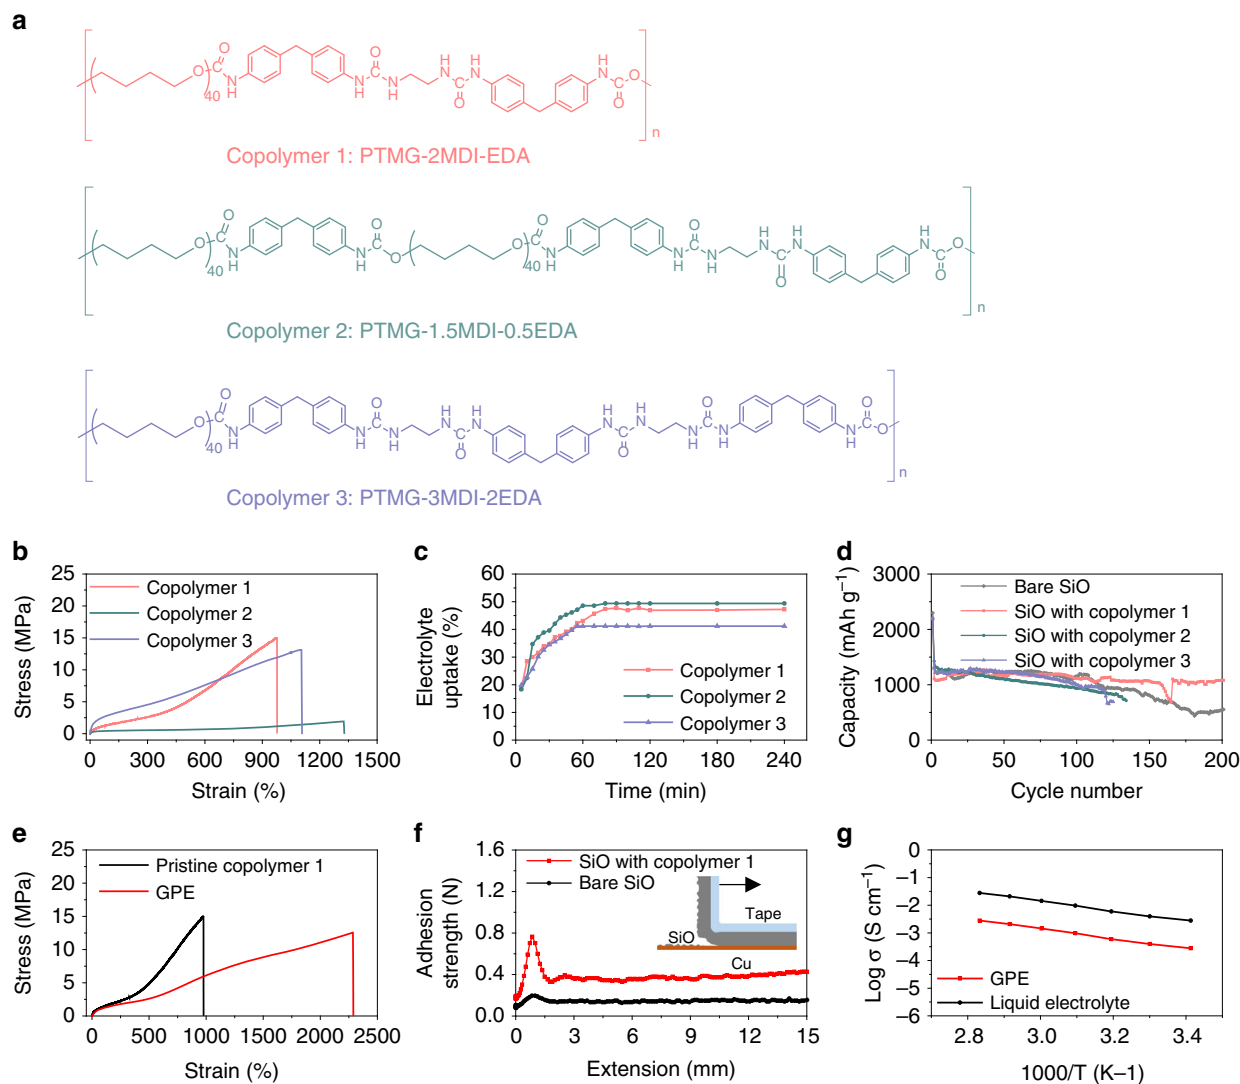 a
Copolymer 1: PTMG-2MDI-EDA
Copolymer 2: PTMG-1.5MDI-0.5EDA
Copolymer 3: PTMG-3MDI-2EDA
b
Stress (MPa)
25
20
15
10
5
0
Copolymer 1
Copolymer 2
Copolymer 3
0 300 600 900 1200 1500
Strain (%)
c
Electrolyte
uptake (%)
60
50
40
30
20
10
0
Copolymer 1
Copolymer 2
Copolymer 3
0 60 120 180 240
Time (min)
d
Capacity (mAh g⁻¹)
3000
2000
1000
0
Bare SiO
SiO with copolymer 1
SiO with copolymer 2
SiO with copolymer 3
0 50 100 150 200
Cycle number
e
Stress (MPa)
25
20
15
10
5
0
Pristine copolymer 1
GPE
0 500 1000 1500 2000 2500
Strain (%)
f
Adhesion
strength (N)
1.6
1.2
0.8
0.4
0.0
SiO with copolymer 1
Bare SiO
Tape
SiO
Cu
0 3 6 9 12 15
Extension (mm)
g
Log σ (S cm⁻¹)
0
−1
−2
−3
−4
−5
−6
GPE
Liquid electrolyte
2.8 3.0 3.2 3.4
1000/T (K–1)